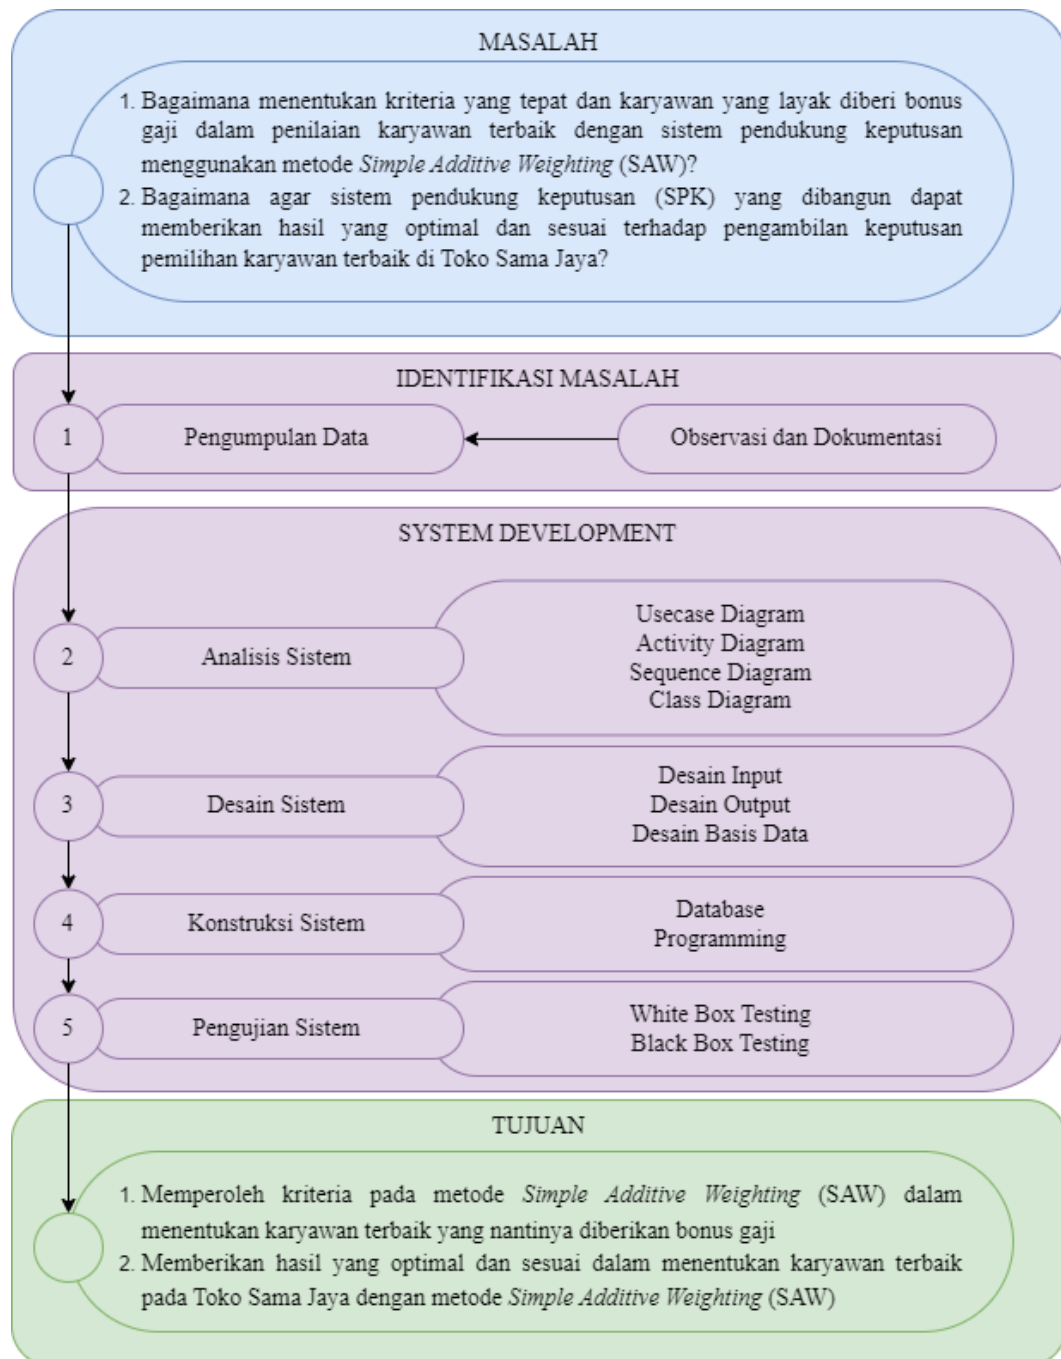 MASALAH
1. Bagaimana menentukan kriteria yang tepat dan karyawan yang layak diberi bonus
gaji dalam penilaian karyawan terbaik dengan sistem pendukung keputusan
menggunakan metode Simple Additive Weighting (SAW)?
2. Bagaimana agar sistem pendukung keputusan (SPK) yang dibangun dapat
memberikan hasil yang optimal dan sesuai terhadap pengambilan keputusan
pemilihan karyawan terbaik di Toko Sama Jaya?
IDENTIFIKASI MASALAH
1
Pengumpulan Data
Observasi dan Dokumentasi
SYSTEM DEVELOPMENT
2
Analisis Sistem
Usecase Diagram
Activity Diagram
Sequence Diagram
Class Diagram
3
Desain Sistem
Desain Input
Desain Output
Desain Basis Data
4
Konstruksi Sistem
Database
Programming
5
Pengujian Sistem
White Box Testing
Black Box Testing
TUJUAN
1. Memperoleh kriteria pada metode Simple Additive Weighting (SAW) dalam
menentukan karyawan terbaik yang nantinya diberikan bonus gaji
2. Memberikan hasil yang optimal dan sesuai dalam menentukan karyawan terbaik
pada Toko Sama Jaya dengan metode Simple Additive Weighting (SAW)